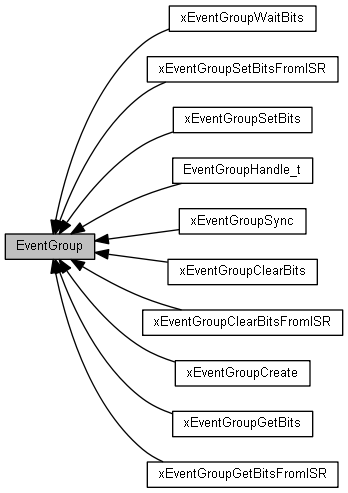 xEventGroupWaitBits
xEventGroupSetBitsFromISR
xEventGroupSetBits
EventGroupHandle_t
xEventGroupSync
EventGroup
xEventGroupClearBits
xEventGroupClearBitsFromISR
xEventGroupCreate
xEventGroupGetBits
xEventGroupGetBitsFromISR